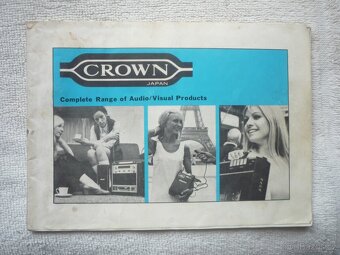 CROWN
JAPAN
Complete Range of Audio/Visual Products